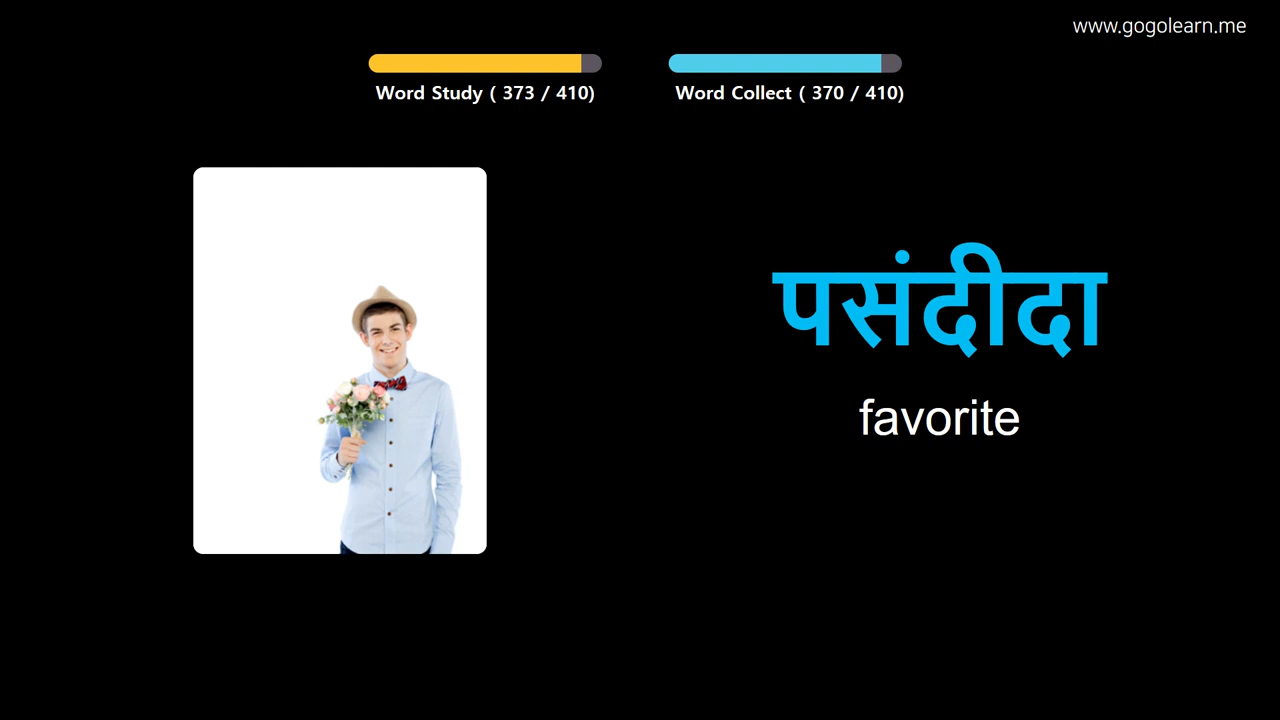 www.gogolearn.me
Word Study ( 373 / 410)
Word Collect ( 370 / 410)
पसंदीदा
favorite